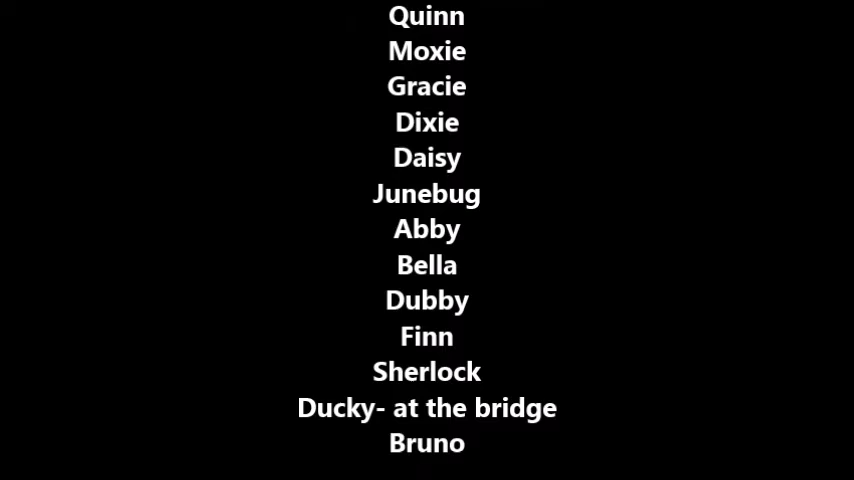 Quinn
Moxie
Gracie
Dixie
Daisy
Junebug
Abby
Bella
Dubby
Finn
Sherlock
Ducky- at the bridge
Bruno